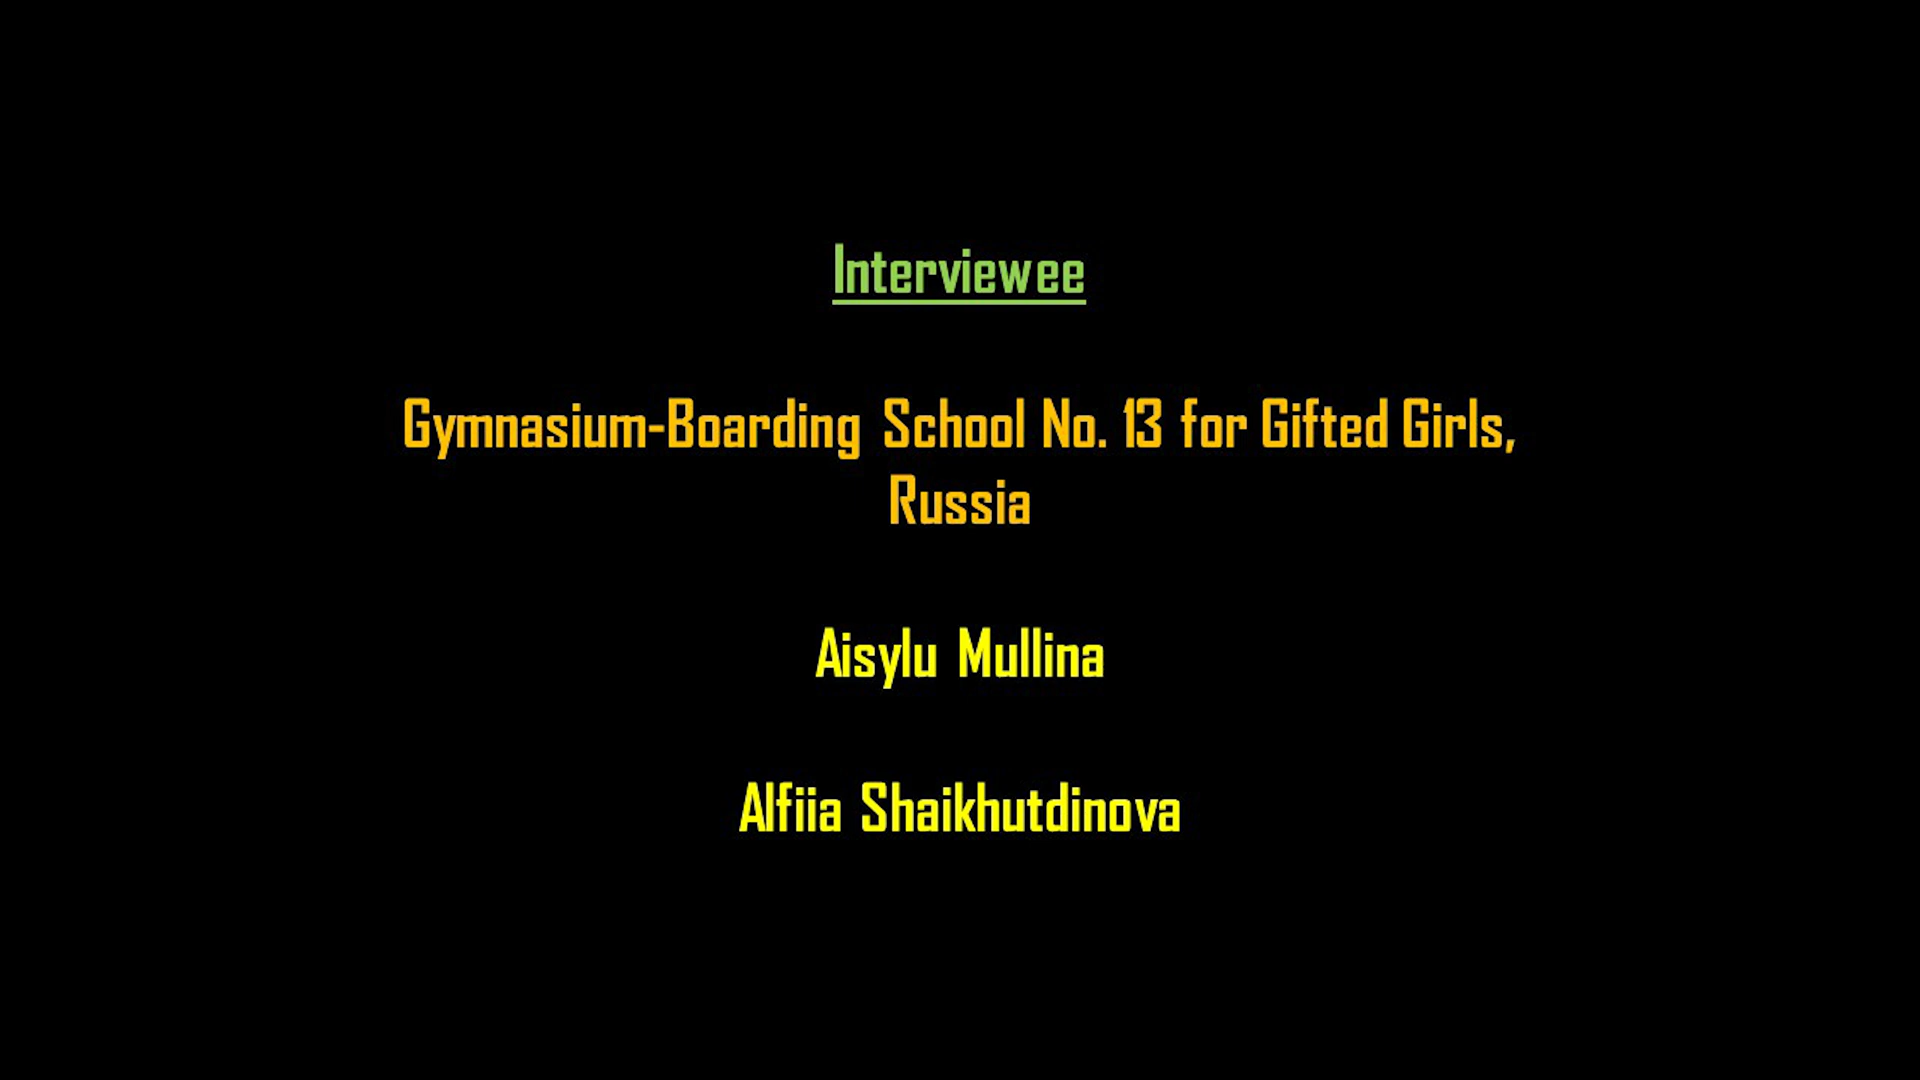 Interviewee
Gymnasium-Boarding School No. 13 for Gifted Girls,
Russia
Aisylu Mullina
Alfiia Shaikhutdinova